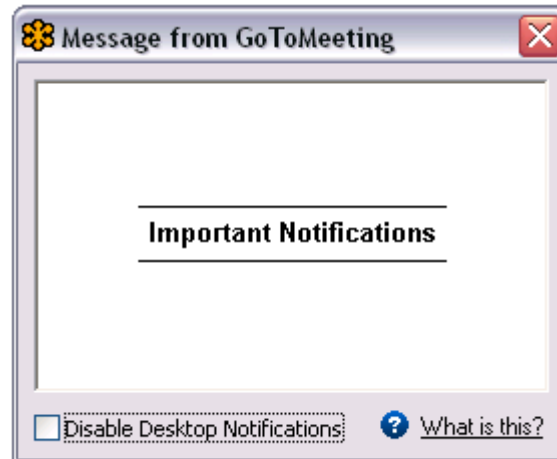 Message from GoToMeeting
Important Notifications
Disable Desktop Notifications
What is this?